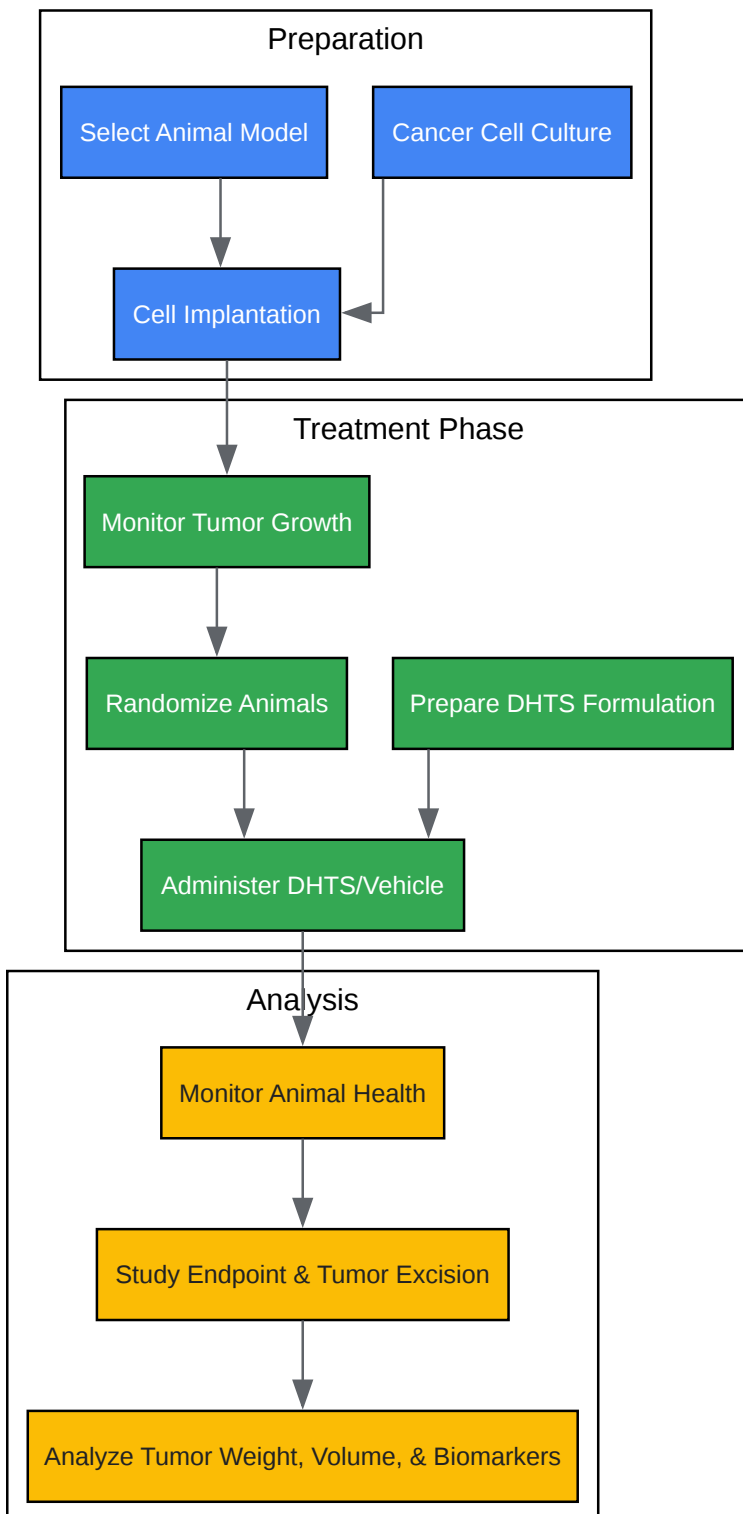 Preparation
Select Animal Model
Cancer Cell Culture
Cell Implantation
Treatment Phase
Monitor Tumor Growth
Randomize Animals
Prepare DHTS Formulation
Administer DHTS/Vehicle
Analysis
Monitor Animal Health
Study Endpoint & Tumor Excision
Analyze Tumor Weight, Volume, & Biomarkers